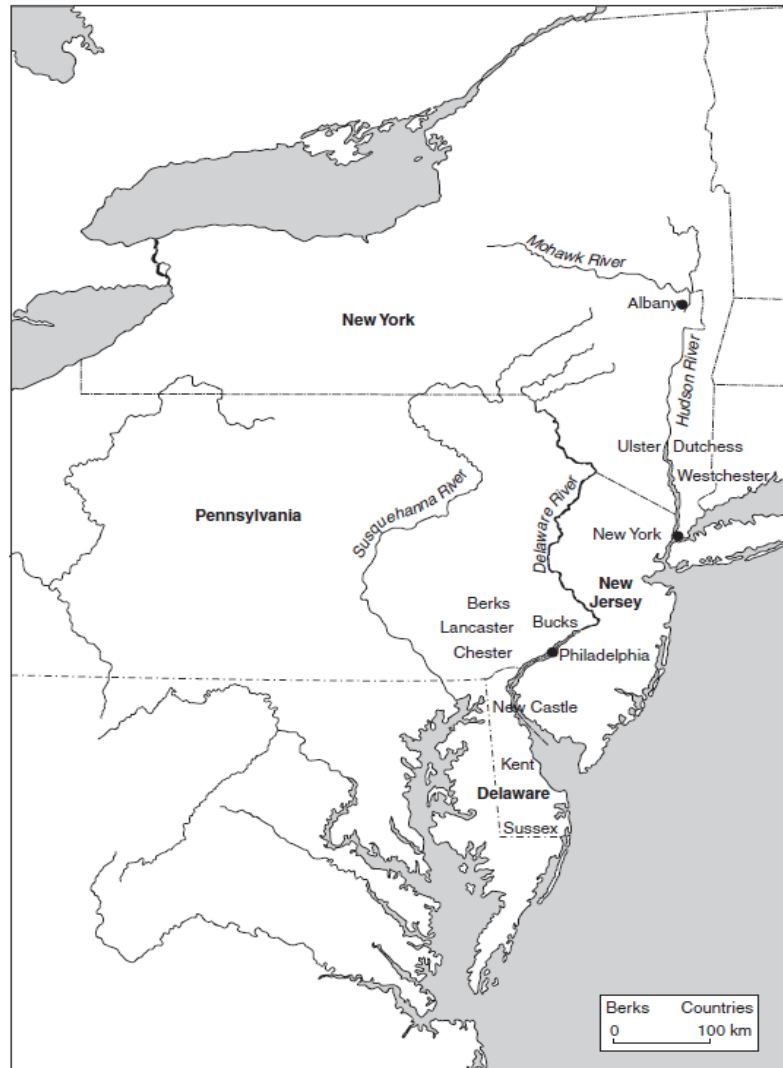 Mohawk River
Albany
New York
Hudson River
Ulster Dutchess
Westchester
Susquehanna River
Pennsylvania
Delaware River
New York
New
Jersey
Berks
Bucks
Lancaster
Chester
Philadelphia
New Castle
Kent
Delaware
Sussex
Berks Countries
0 100 km